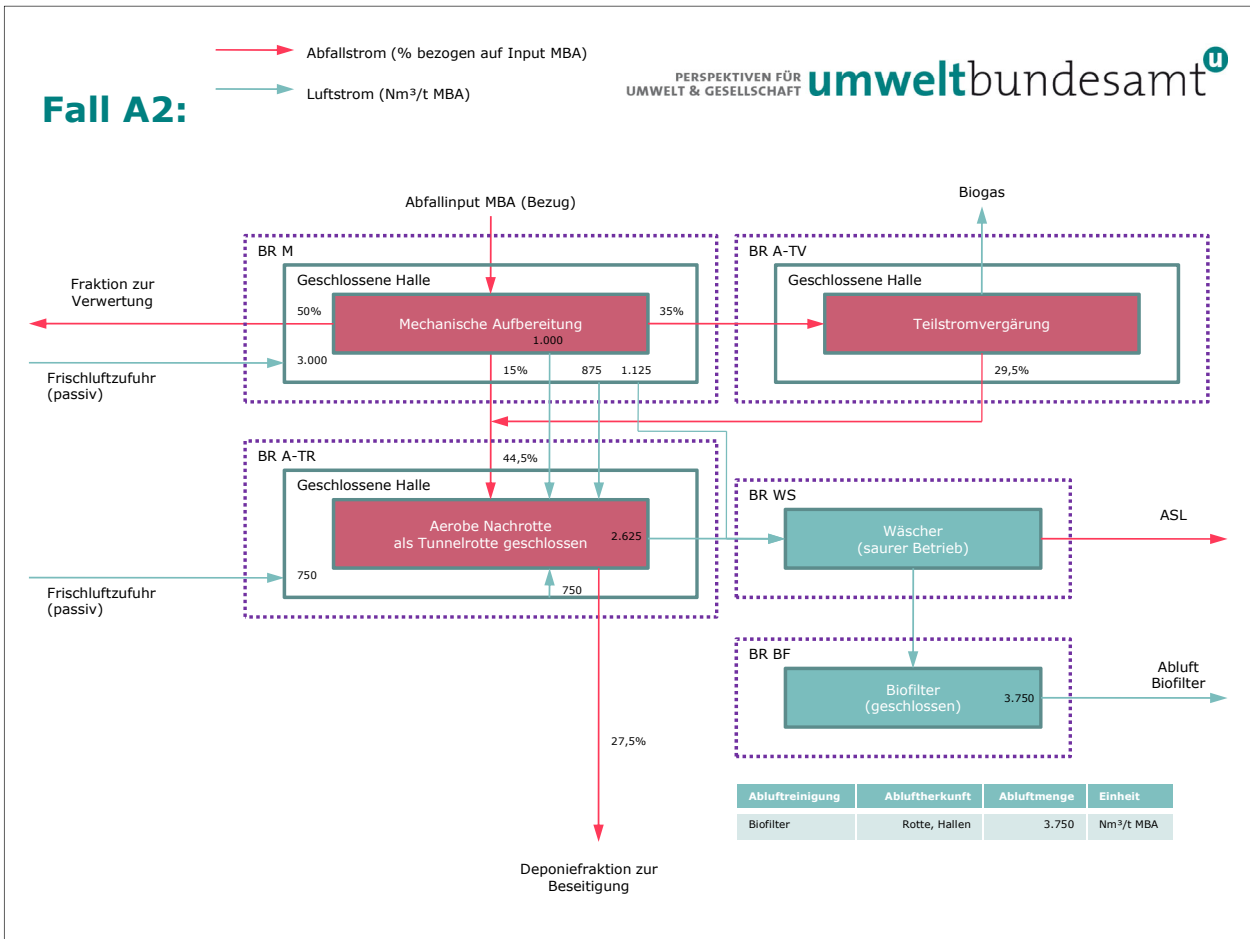 Abfallstrom (% bezogen auf Input MBA)
Luftstrom (Nm³/t MBA)
PERSPEKTIVEN FÜR
UMWELT & GESELLSCHAFT umweltbundesamt
u
Fall A2:
Abfallinput MBA (Bezug)
Biogas
BR M
BR A-TV
Geschlossene Halle
Geschlossene Halle
Fraktion zur
Verwertung
50%
Mechanische Aufbereitung
1.000
35%
Teilstromvergärung
3.000
Frischluftzufuhr
(passiv)
15%
875
1.125
29,5%
BR A-TR
44,5%
Geschlossene Halle
BR WS
Aerobe Nachrotte
als Tunnelrotte geschlossen
2.625
Wäscher
(saurer Betrieb)
ASL
750
750
Frischluftzufuhr
(passiv)
BR BF
Biofilter
(geschlossen)
3.750
Abluft
Biofilter
27,5%
Abluftreinigung Abluftherkunft Abluftmenge Einheit
Biofilter Rotte, Hallen 3.750 Nm³/t MBA
Deponiefraktion zur
Beseitigung